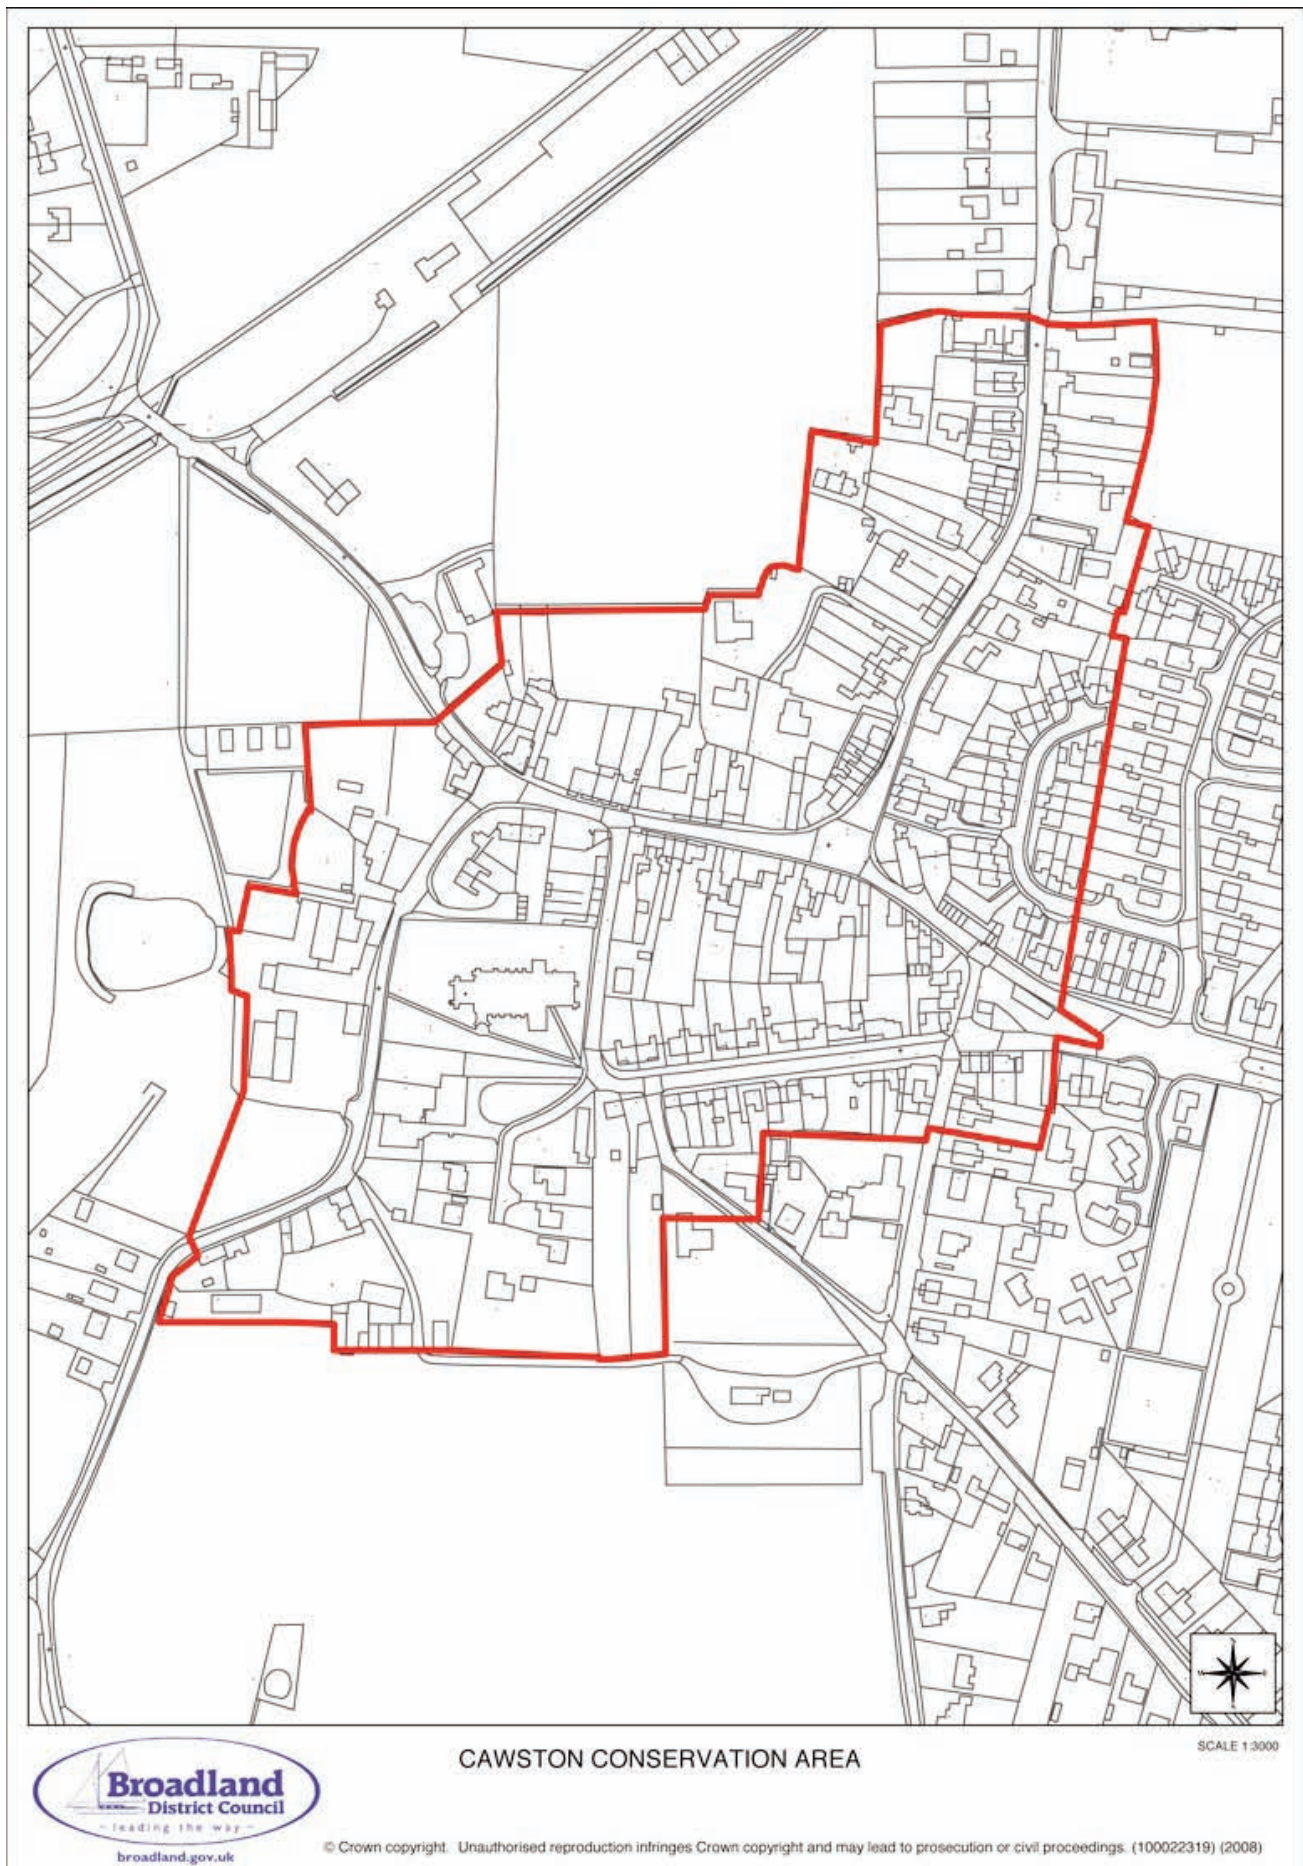 SCALE 1:3000
CAWSTON CONSERVATION AREA
Broadland
District Council
- leading the way -
broadland.gov.uk
© Crown copyright. Unauthorised reproduction infringes Crown copyright and may lead to prosecution or civil proceedings. (100022319) (2008)